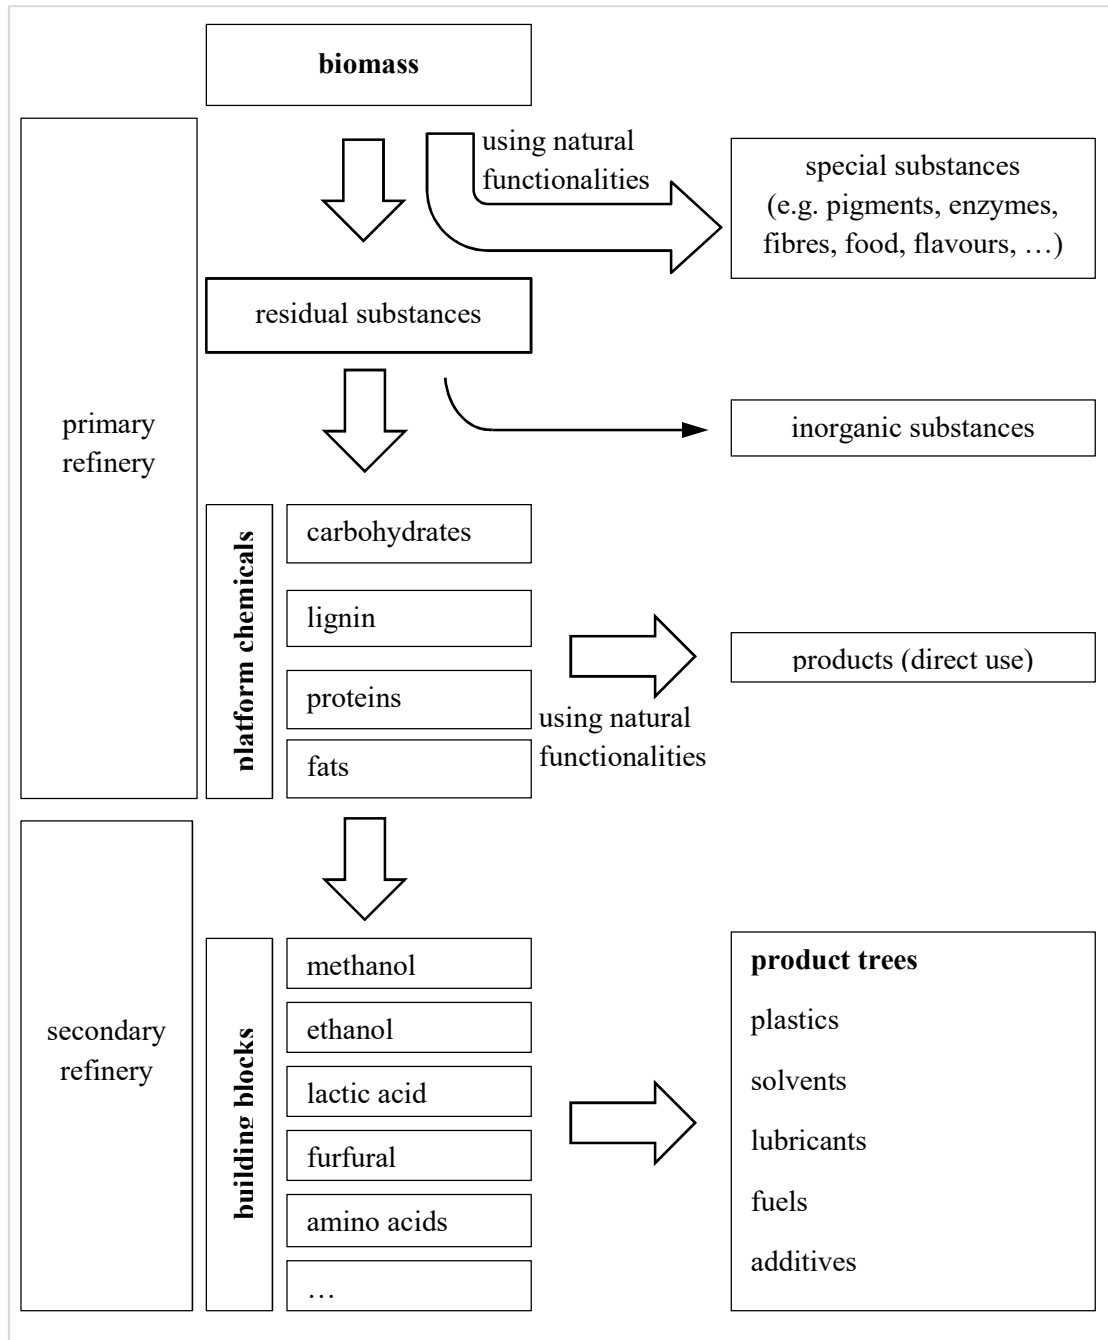 biomass
using natural
functionalities
special substances
(e.g. pigments, enzymes,
fibres, food, flavours, …)
residual substances
primary
refinery
inorganic substances
platform chemicals
carbohydrates
lignin
proteins
fats
using natural
functionalities
products (direct use)
secondary
refinery
building blocks
methanol
ethanol
lactic acid
furfural
amino acids
…
product trees
plastics
solvents
lubricants
fuels
additives